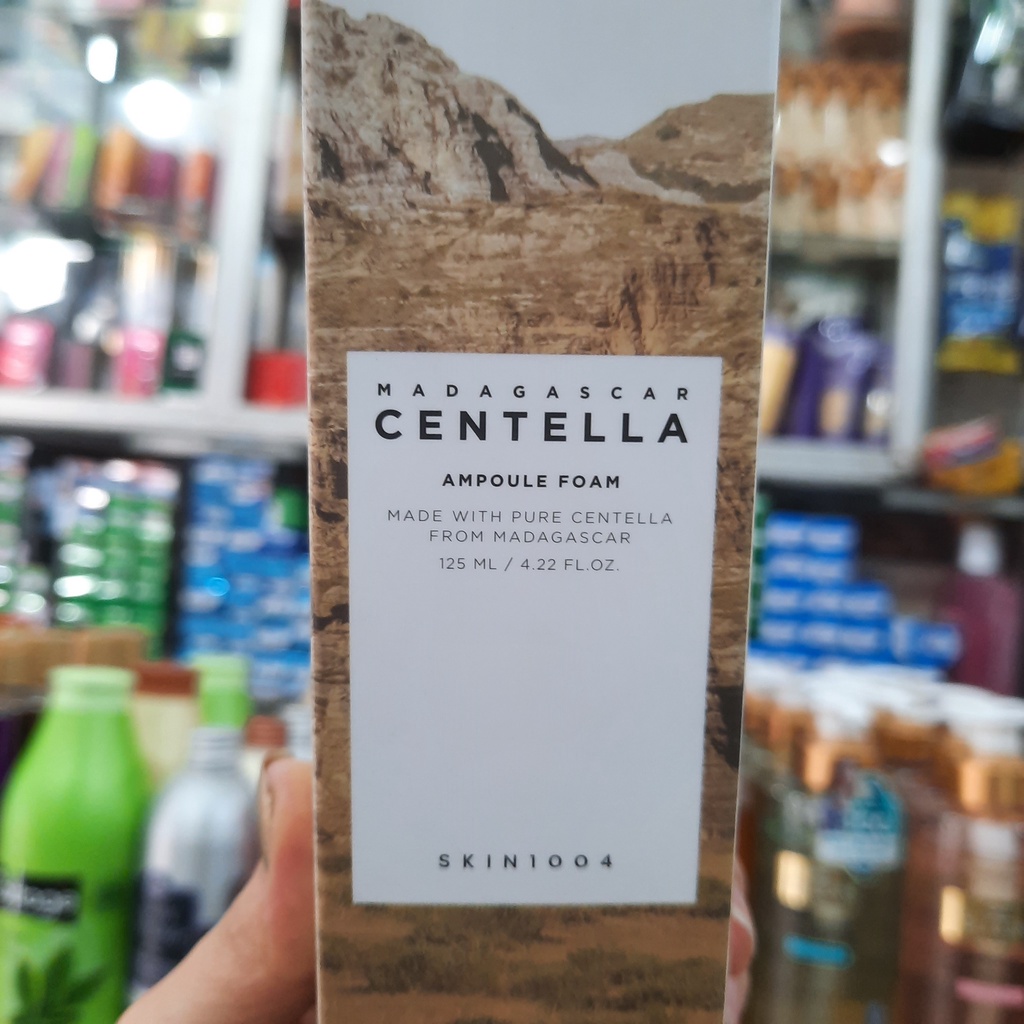 MADAGASCAR
CENTELLA
AMPOULE FOAM
MADE WITH PURE CENTELLA
FROM MADAGASCAR
125 ML / 4.22 FL.OZ.
SKIN1004